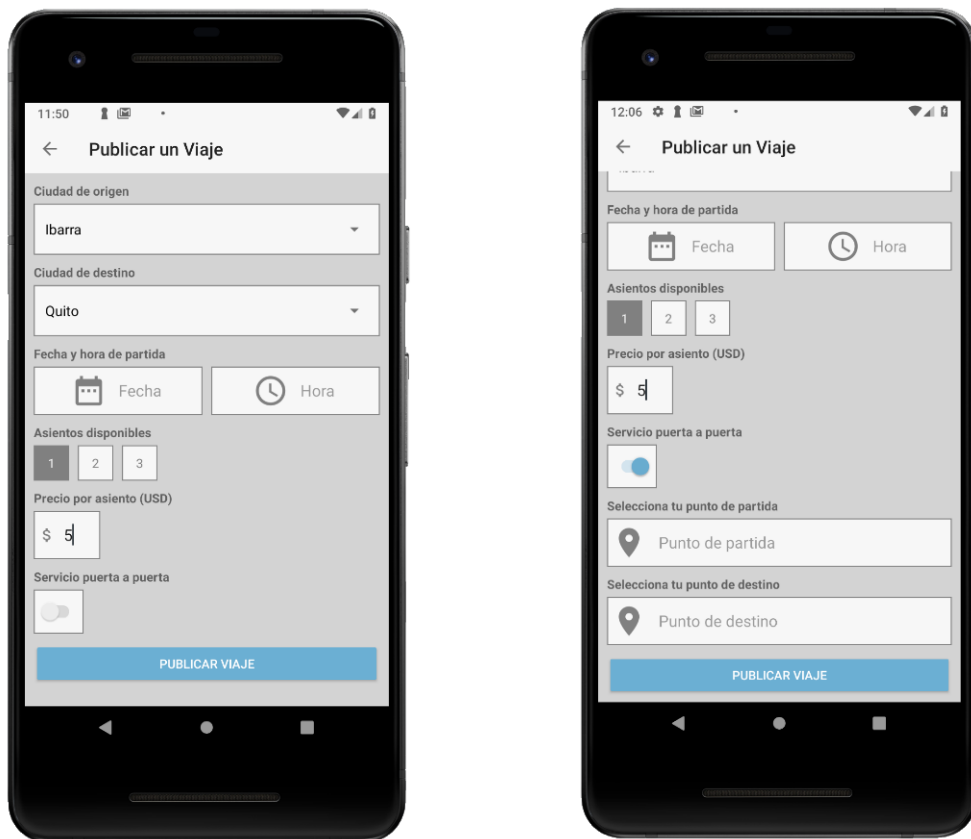 11:50
Publicar un Viaje
Ciudad de origen
Ibarra
Ciudad de destino
Quito
Fecha y hora de partida
Fecha Hora
Asientos disponibles
1 2 3
Precio por asiento (USD)
$ 5
Servicio puerta a puerta
PUBLICAR VIAJE
12:06
Publicar un Viaje
Fecha y hora de partida
Fecha Hora
Asientos disponibles
1 2 3
Precio por asiento (USD)
$ 5
Servicio puerta a puerta
Selecciona tu punto de partida
Punto de partida
Selecciona tu punto de destino
Punto de destino
PUBLICAR VIAJE